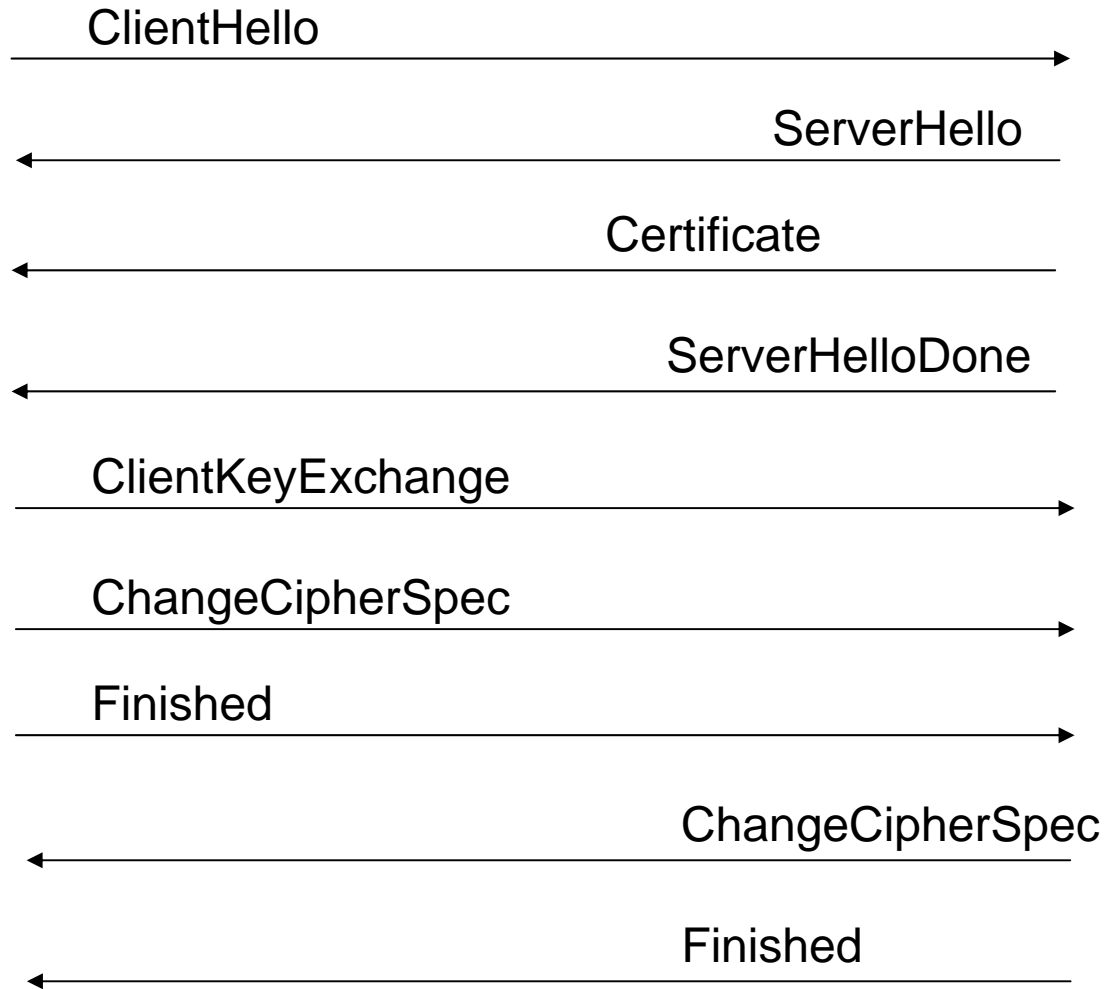 ClientHello
ServerHello
Certificate
ServerHelloDone
ClientKeyExchange
ChangeCipherSpec
Finished
ChangeCipherSpec
Finished